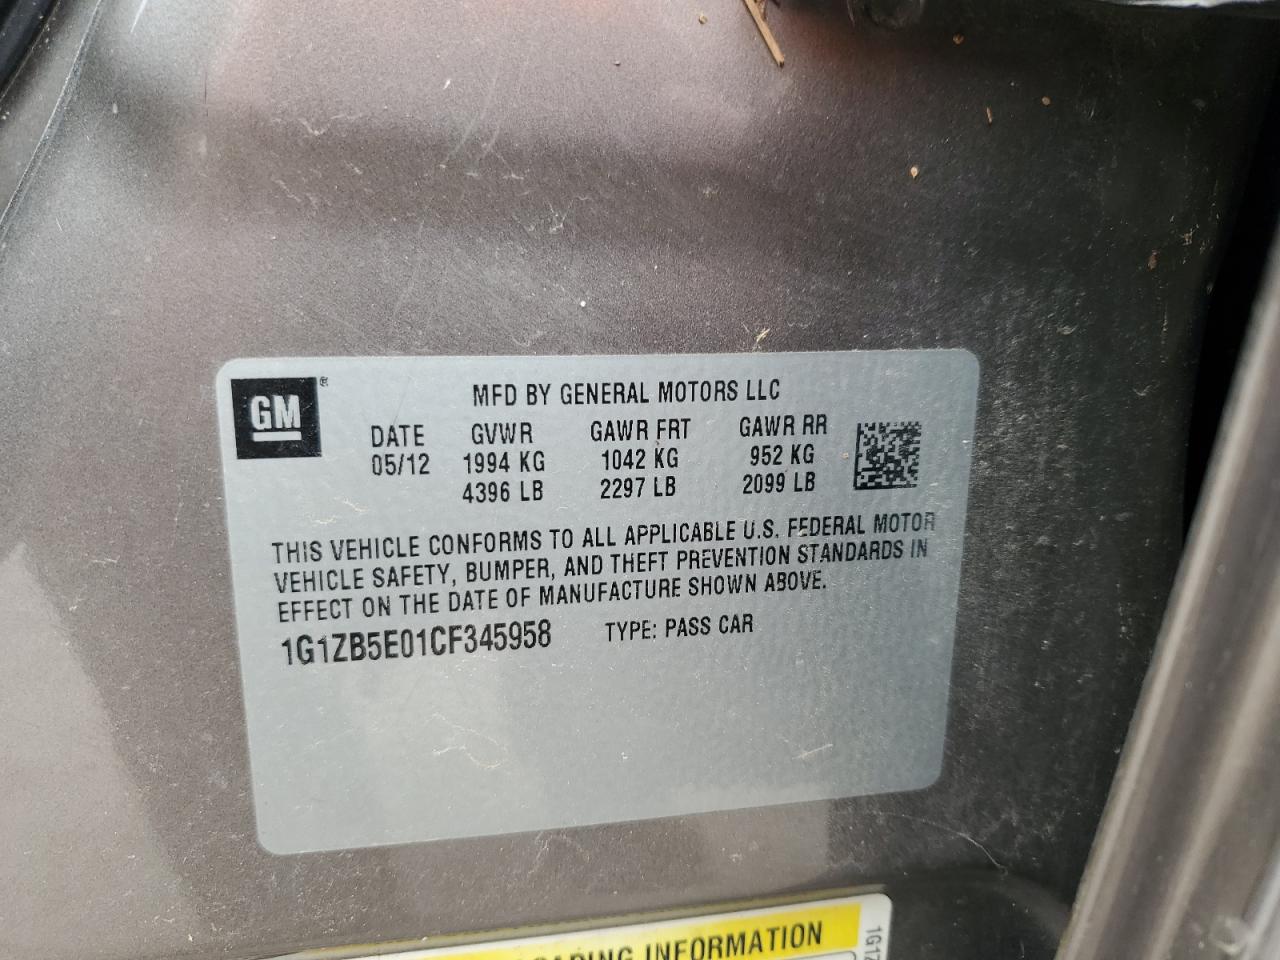 GM ®
MFD BY GENERAL MOTORS LLC
DATE GVWR GAWR FRT GAWR RR
05/12 1994 KG 1042 KG 952 KG
4396 LB 2297 LB 2099 LB
THIS VEHICLE CONFORMS TO ALL APPLICABLE U.S. FEDERAL MOTOR
VEHICLE SAFETY, BUMPER, AND THEFT PREVENTION STANDARDS IN
EFFECT ON THE DATE OF MANUFACTURE SHOWN ABOVE.
1G1ZB5E01CF345958 TYPE: PASS CAR
INFORMATION